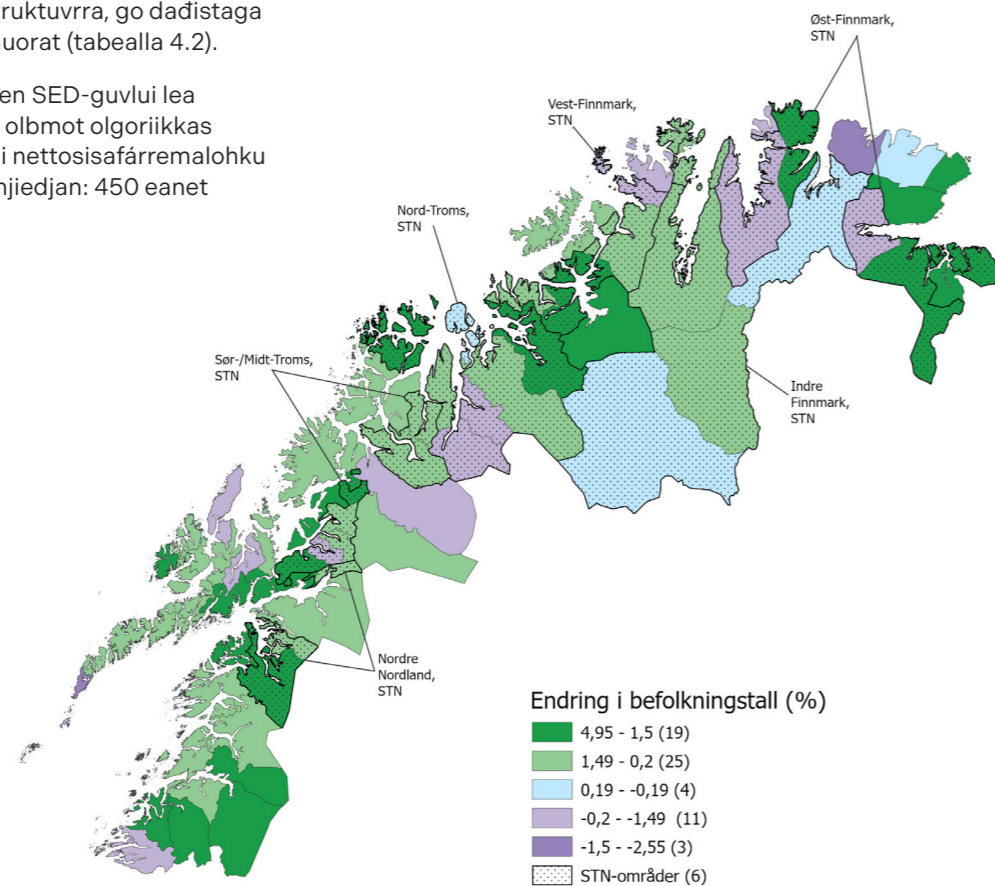 truktuvrra, go dađistaga
uorat (tabealla 4.2).
en SED-guvlui lea
olbmot olgoriikkas
i nettosisafárremalohku
njiedjan: 450 eanet
Øst-Finnmark,
STN
Vest-Finnmark,
STN
Nord-Troms,
STN
Sør-/Midt-Troms,
STN
Indre
Finnmark,
STN
Nordre
Nordland,
STN
Endring i befolkningstall (%)
4,95 - 1,5 (19)
1,49 - 0,2 (25)
0,19 - -0,19 (4)
-0,2 - -1,49 (11)
-1,5 - -2,55 (3)
STN-områder (6)